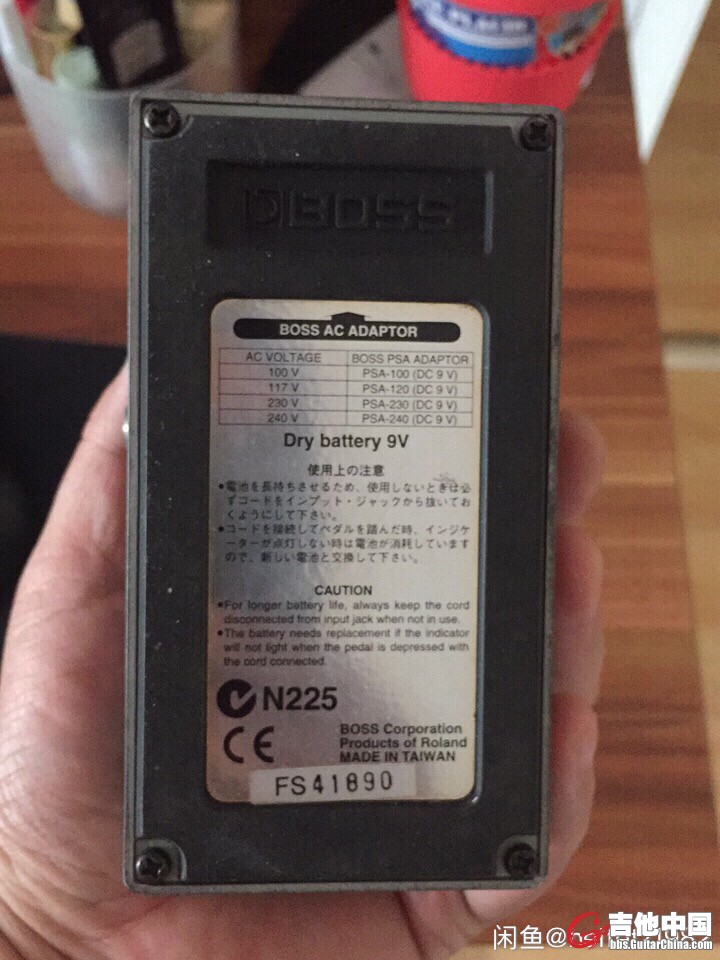 BOSS
BOSS AC ADAPTOR
AC VOLTAGE BOSS PSA ADAPTOR
100 V PSA-100 (DC 9 V)
117 V PSA-120 (DC 9 V)
230 V PSA-230 (DC 9 V)
240 V PSA-240 (DC 9 V)
Dry battery 9V
使用上の注意
●電池を長持ちさせるため、使用しないときは必
ずコードをインプット・ジャックから抜いてお
くようにして下さい。
●コードを接続してペダルを踏んだ時、インジケ
ーターが点灯しない時は電池が消耗しています
ので、新しい電池と交換して下さい。
CAUTION
●For longer battery life, always keep the cord
disconnected from input jack when not in use.
●The battery needs replacement if the indicator
will not light when the pedal is depressed with
the cord connected.
N225
CE
BOSS Corporation
Products of Roland
MADE IN TAIWAN
FS41890
吉他中国
bbs.GuitarChina.com
闲鱼@